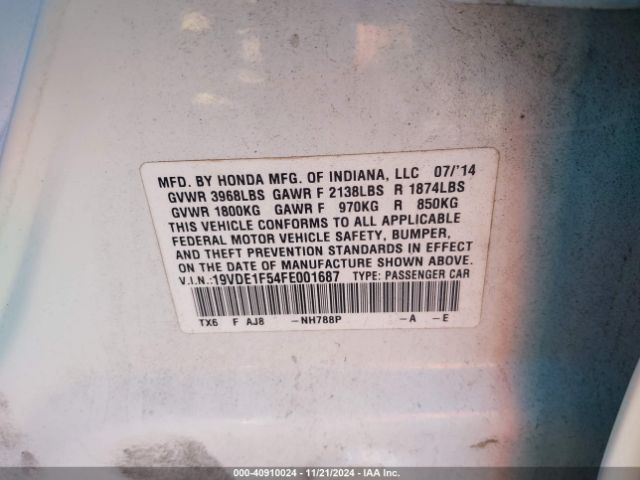 MFD. BY HONDA MFG. OF INDIANA, LLC 07/'14
GVWR 3968LBS GAWR F 2138LBS R 1874LBS
GVWR 1800KG GAWR F 970KG R 850KG
THIS VEHICLE CONFORMS TO ALL APPLICABLE
FEDERAL MOTOR VEHICLE SAFETY, BUMPER,
AND THEFT PREVENTION STANDARDS IN EFFECT
ON THE DATE OF MANUFACTURE SHOWN ABOVE.
V.I.N.:19VDE1F54FE001687 TYPE: PASSENGER CAR
TX6 F AJ8 -NH788P -A -E
000-40910024 - 11/21/2024 - IAA Inc.